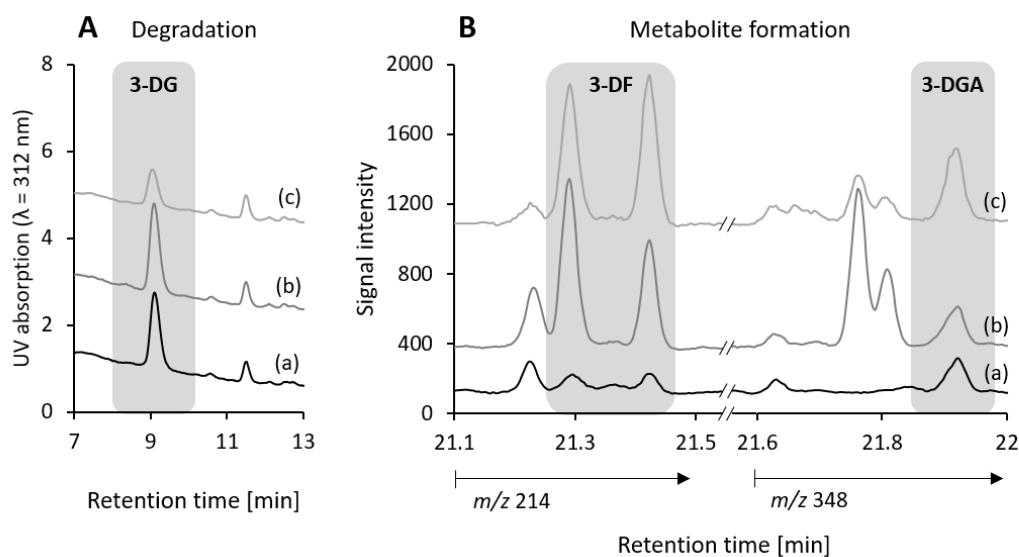 A Degradation
8
6
4
2
0
UV absorption (λ = 312 nm)
3-DG
(c)
(b)
(a)
7 9 11 13
Retention time [min]
B Metabolite formation
2000
1600
1200
800
400
0
Signal intensity
3-DF
3-DGA
(c)
(b)
(a)
21.1 21.3 21.5 21.6 21.8 22
m/z 214
m/z 348
Retention time [min]